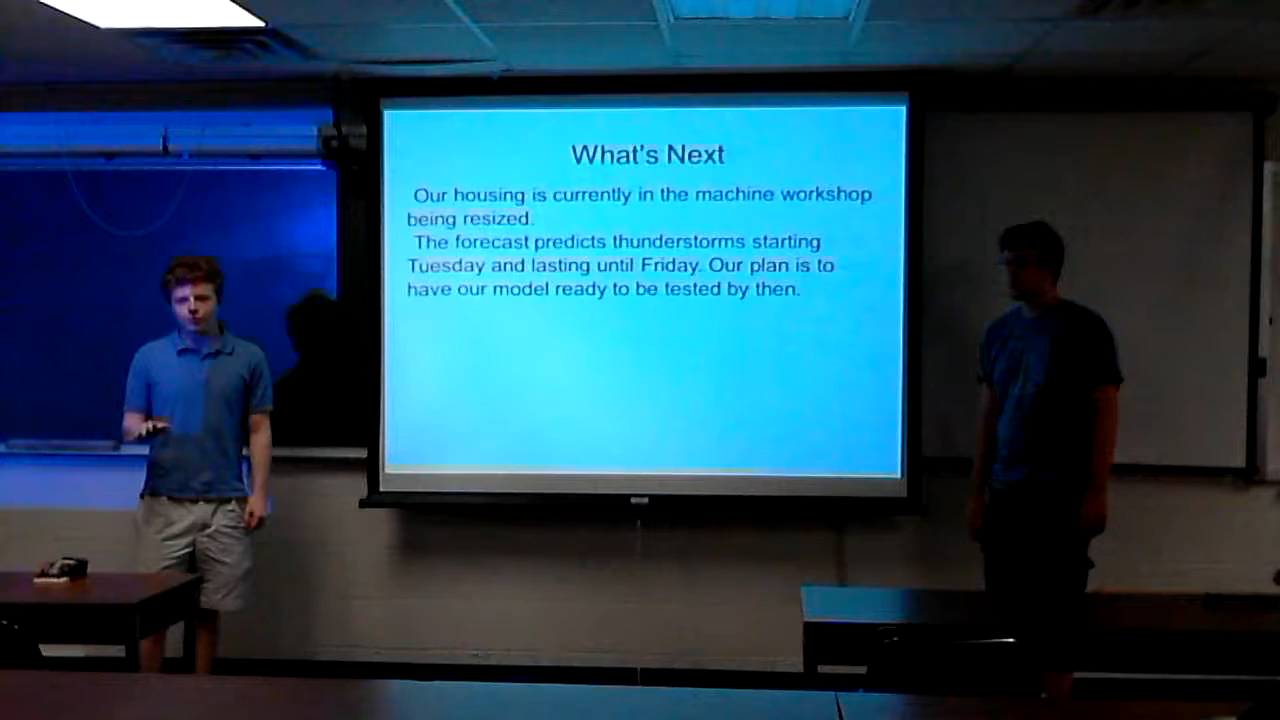 What's Next
Our housing is currently in the machine workshop
being resized.
The forecast predicts thunderstorms starting
Tuesday and lasting until Friday. Our plan is to
have our model ready to be tested by then.